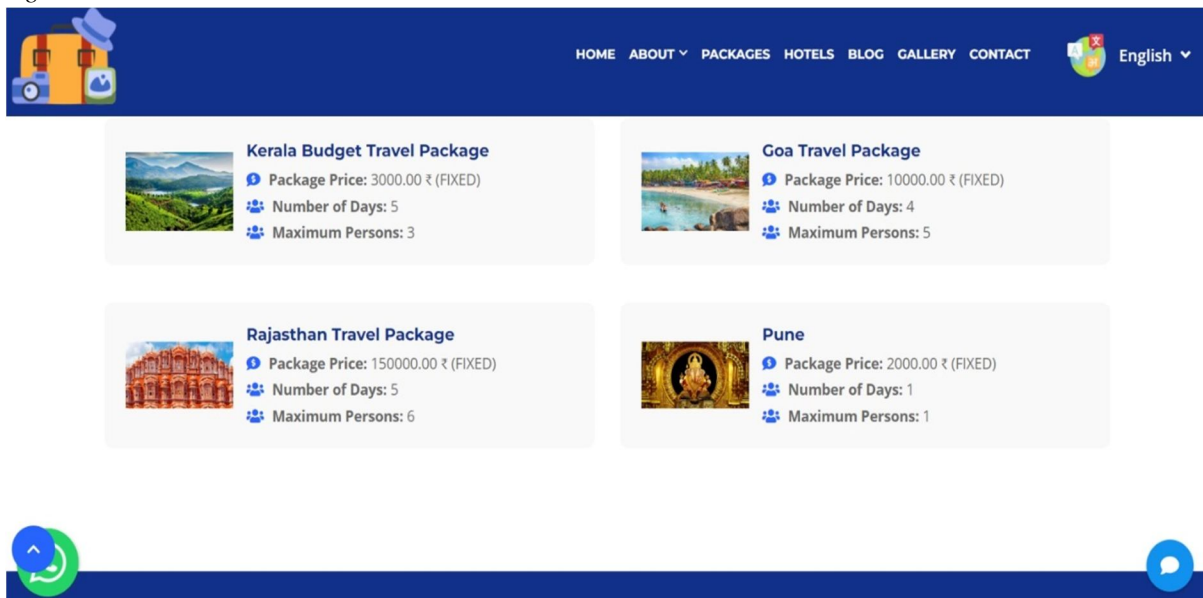 HOME ABOUT PACKAGES HOTELS BLOG GALLERY CONTACT English
Kerala Budget Travel Package
Package Price: 3000.00 ₹ (FIXED)
Number of Days: 5
Maximum Persons: 3
Goa Travel Package
Package Price: 10000.00 ₹ (FIXED)
Number of Days: 4
Maximum Persons: 5
Rajasthan Travel Package
Package Price: 150000.00 ₹ (FIXED)
Number of Days: 5
Maximum Persons: 6
Pune
Package Price: 2000.00 ₹ (FIXED)
Number of Days: 1
Maximum Persons: 1